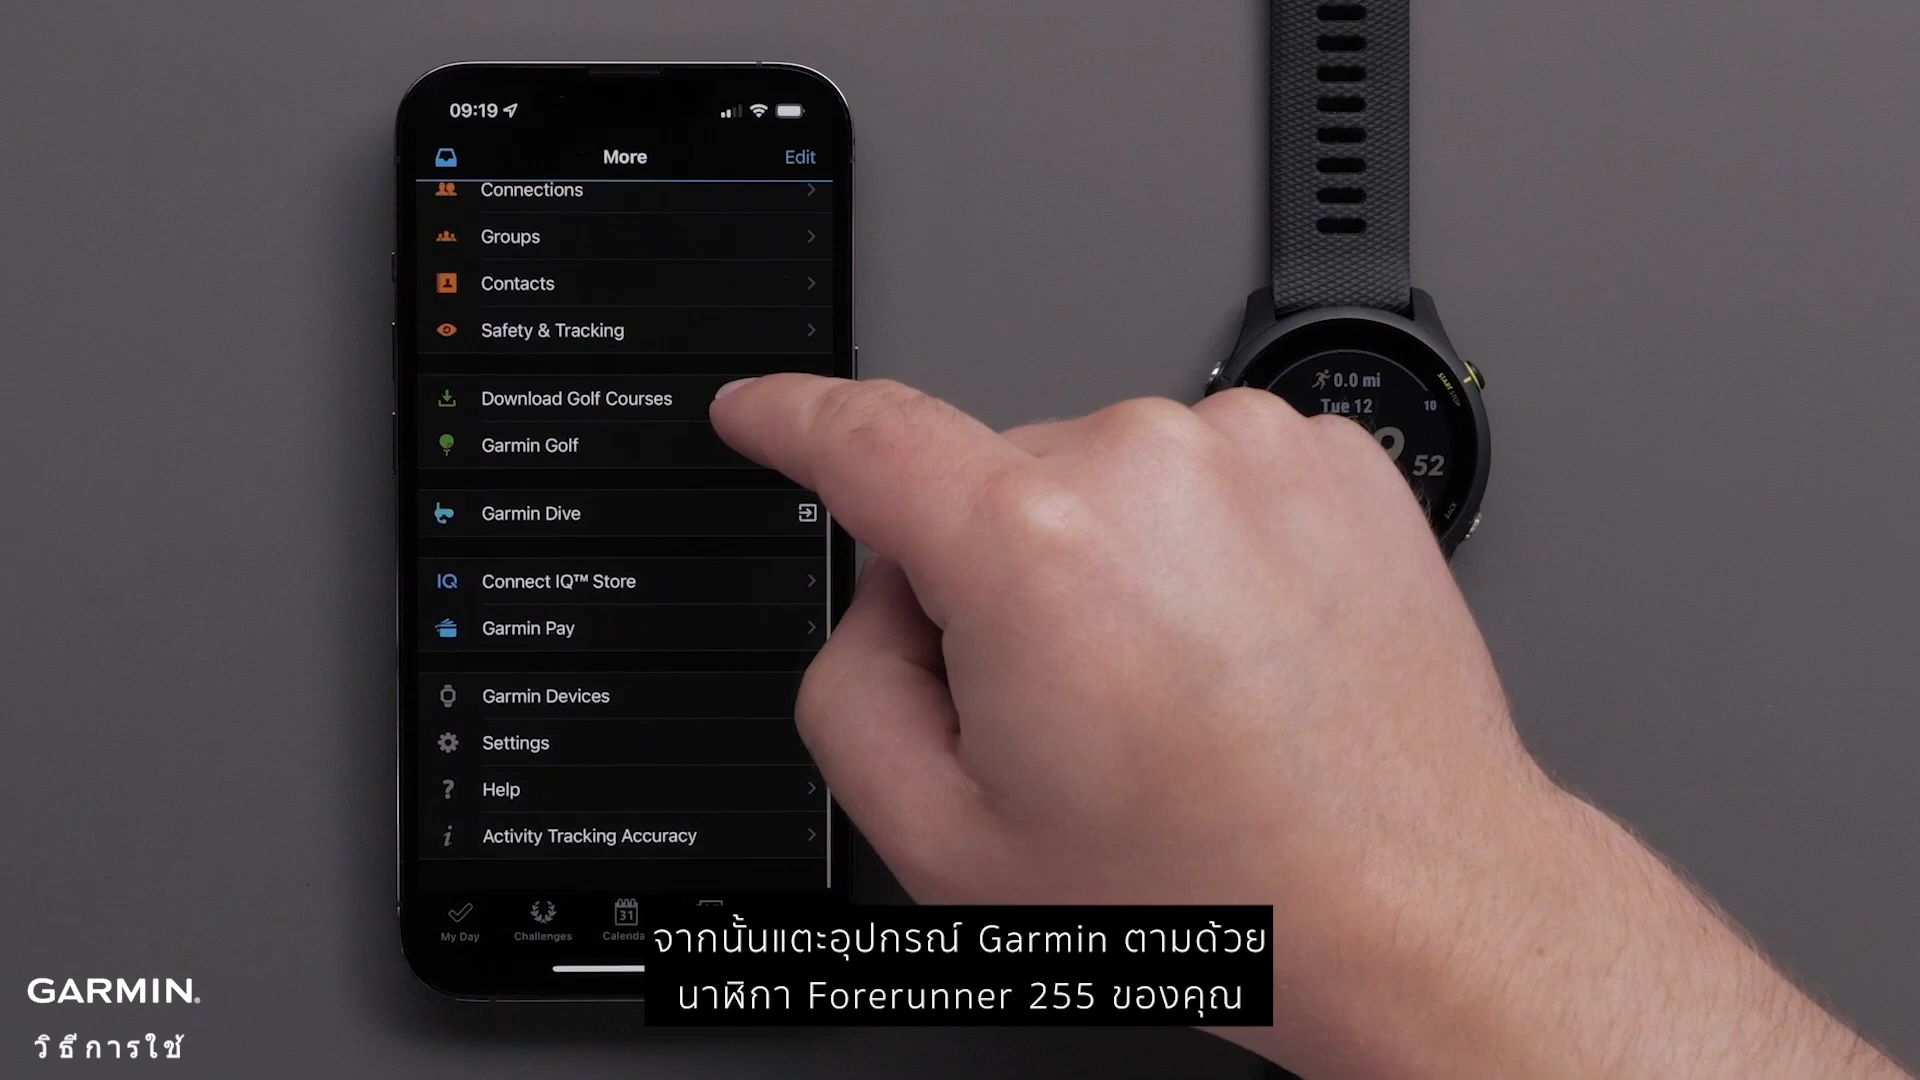 09:19
More
Edit
Connections
Groups
Contacts
Safety & Tracking
Download Golf Courses
Garmin Golf
Garmin Dive
IQ Connect IQ™ Store
Garmin Pay
Garmin Devices
Settings
? Help
i Activity Tracking Accuracy
My Day
Challenges
31
0.0 mi
Tue 12
10
52
START STOP
BACK
จากนั้นแตะอุปกรณ์ Garmin ตามด้วย
นาฬิกา Forerunner 255 ของคุณ
GARMIN®
วิธีการใช้